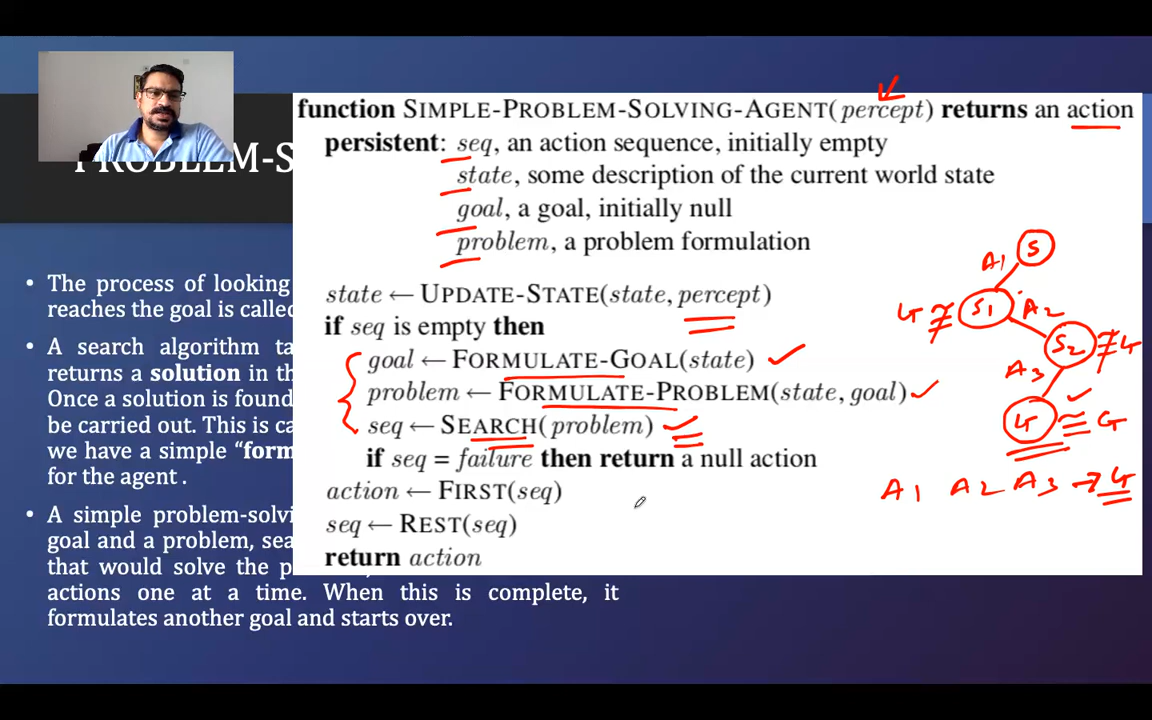 PROBLEM-S
function SIMPLE-PROBLEM-SOLVING-AGENT(percept) returns an action
persistent: seq, an action sequence, initially empty
state, some description of the current world state
goal, a goal, initially null
problem, a problem formulation
state ← UPDATE-STATE(state, percept)
if seq is empty then
goal ← FORMULATE-GOAL(state)
problem ← FORMULATE-PROBLEM(state, goal)
seq ← SEARCH(problem)
if seq = failure then return a null action
action ← FIRST(seq)
seq ← REST(seq)
return action
S
A1
G ≠ S1 A2
S2 ≠ G
A3
G = G
A1 A2 A3 → G
• The process of looking
reaches the goal is called
• A search algorithm ta
returns a solution in th
Once a solution is found
be carried out. This is ca
we have a simple “form
for the agent .
• A simple problem-solvi
goal and a problem, sea
that would solve the p
actions one at a time. When this is complete, it
formulates another goal and starts over.